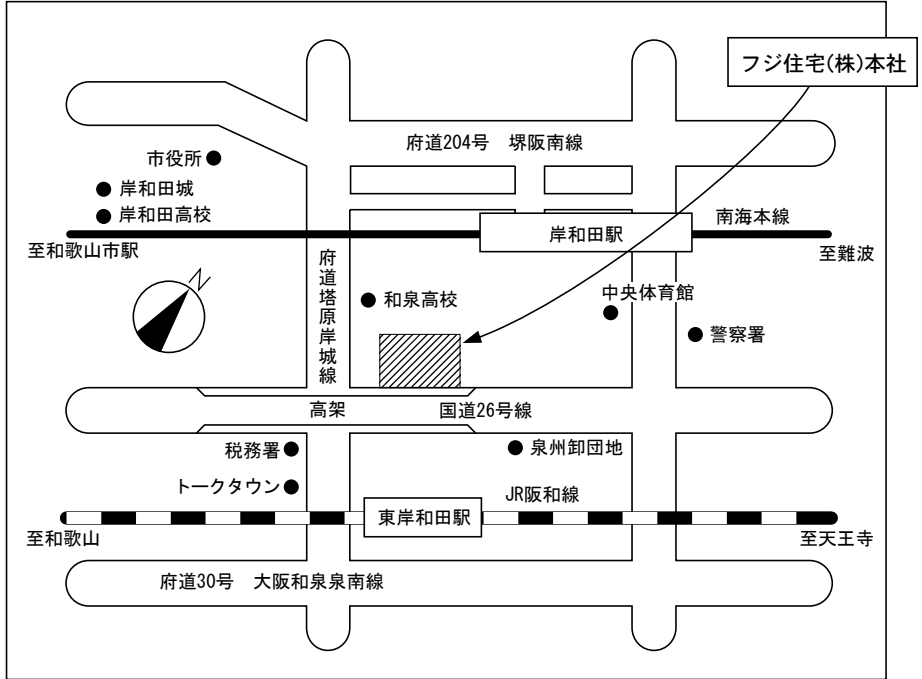 フジ住宅(株)本社
府道204号　堺阪南線
市役所
岸和田城
岸和田高校
南海本線
岸和田駅
至和歌山市駅
至難波
N
府道塔原岸城線
和泉高校
中央体育館
警察署
高架
国道26号線
税務署
泉州卸団地
トークタウン
JR阪和線
東岸和田駅
至和歌山
至天王寺
府道30号　大阪和泉泉南線